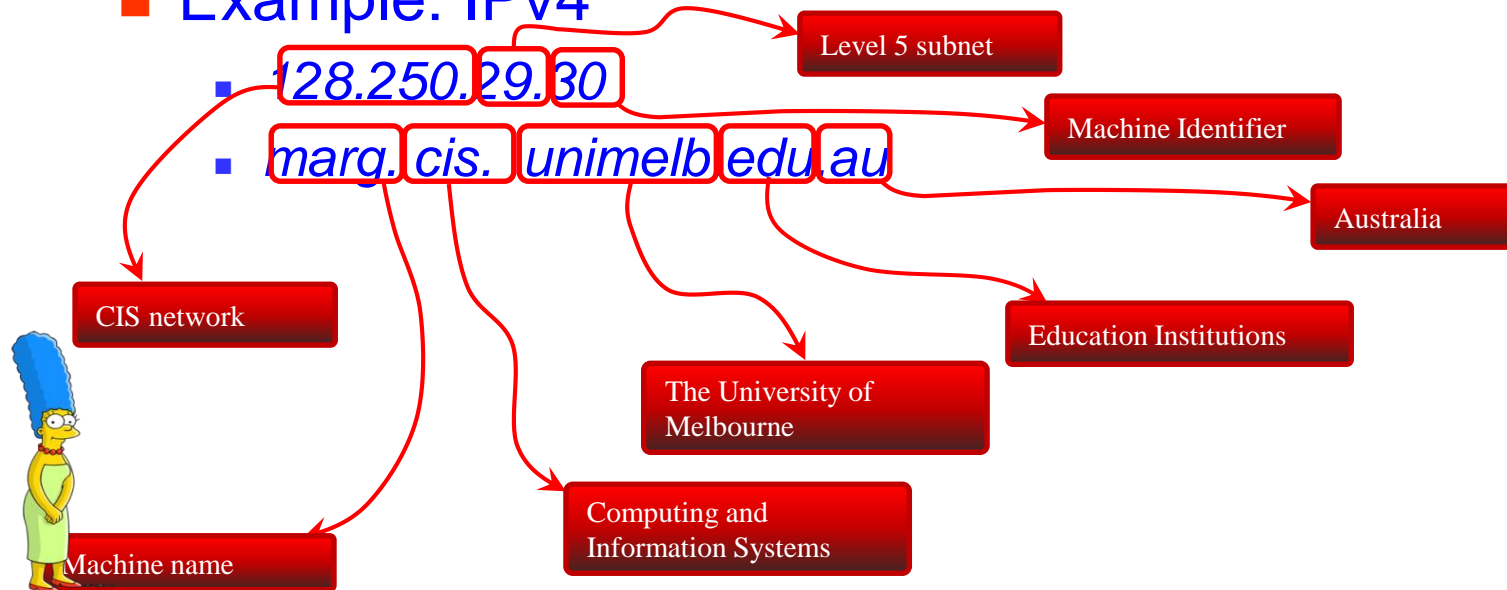 Example: IPv4
128.250.29.30
marg. cis. unimelb edu.au
Level 5 subnet
Machine Identifier
Australia
CIS network
Education Institutions
The University of
Melbourne
Computing and
Information Systems
Machine name